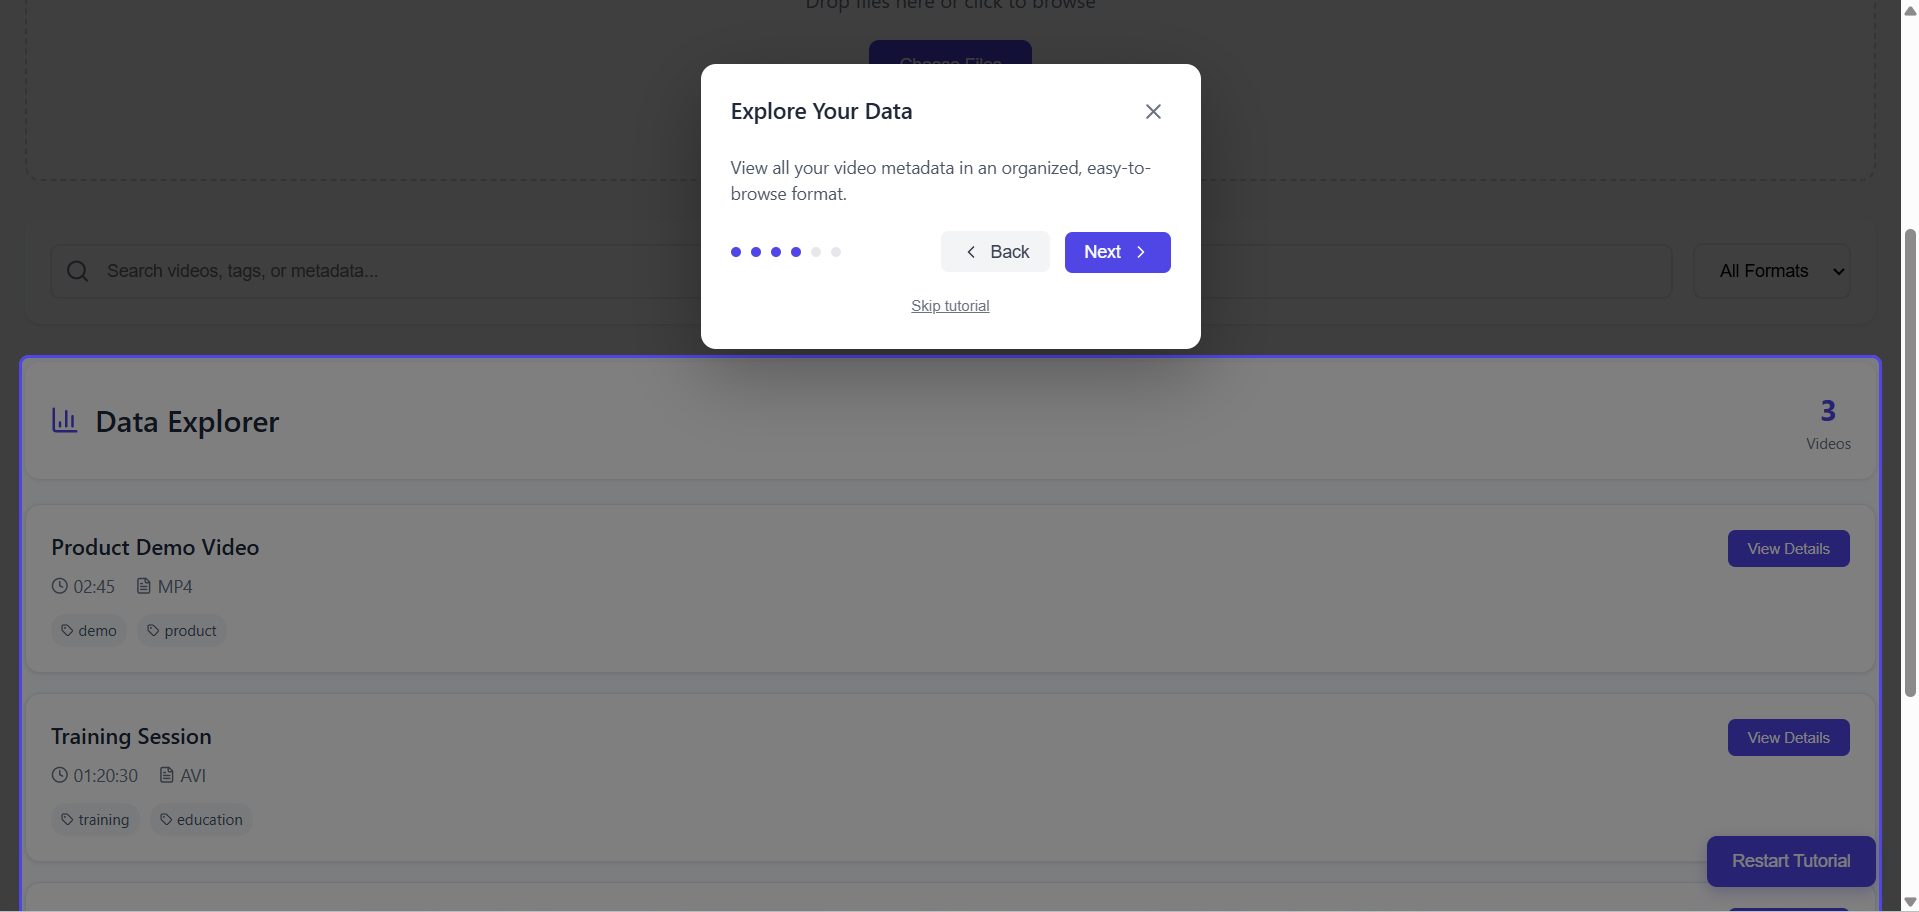 Drop files here or click to browse
Choose Files
Explore Your Data
View all your video metadata in an organized, easy-to-
browse format.
Back
Next
Skip tutorial
Search videos, tags, or metadata...
All Formats
Data Explorer
3
Videos
Product Demo Video
View Details
02:45 MP4
demo product
Training Session
View Details
01:20:30 AVI
training education
Restart Tutorial